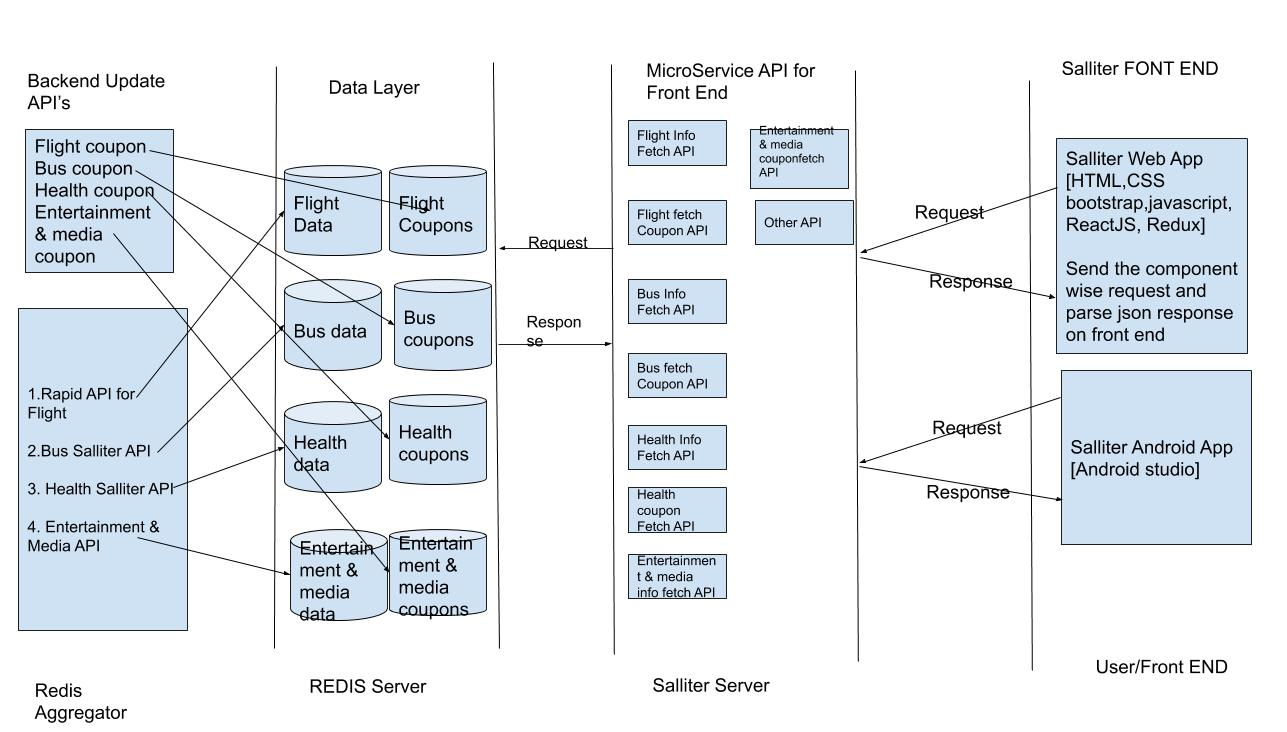 Backend Update
API's
Flight coupon
Bus coupon
Health coupon
Entertainment
& media
coupon
1.Rapid API for
Flight
2.Bus Salliter API
3. Health Salliter API
4. Entertainment &
Media API
Redis
Aggregator
Data Layer
Flight
Data
Flight
Coupons
Bus data
Bus
coupons
Health
data
Health
coupons
Entertain
ment &
media
data
Entertain
ment &
media
coupons
REDIS Server
Request
Respon
se
MicroService API for
Front End
Flight Info
Fetch API
Entertainment
& media
couponfetch
API
Flight fetch
Coupon API
Other API
Bus Info
Fetch API
Bus fetch
Coupon API
Health Info
Fetch API
Health
coupon
Fetch API
Entertainmen
t & media
info fetch API
Salliter Server
Request
Response
Request
Response
Salliter FONT END
Salliter Web App
[HTML,CSS
bootstrap,javascript,
ReactJS, Redux]
Send the component
wise request and
parse json response
on front end
Salliter Android App
[Android studio]
User/Front END